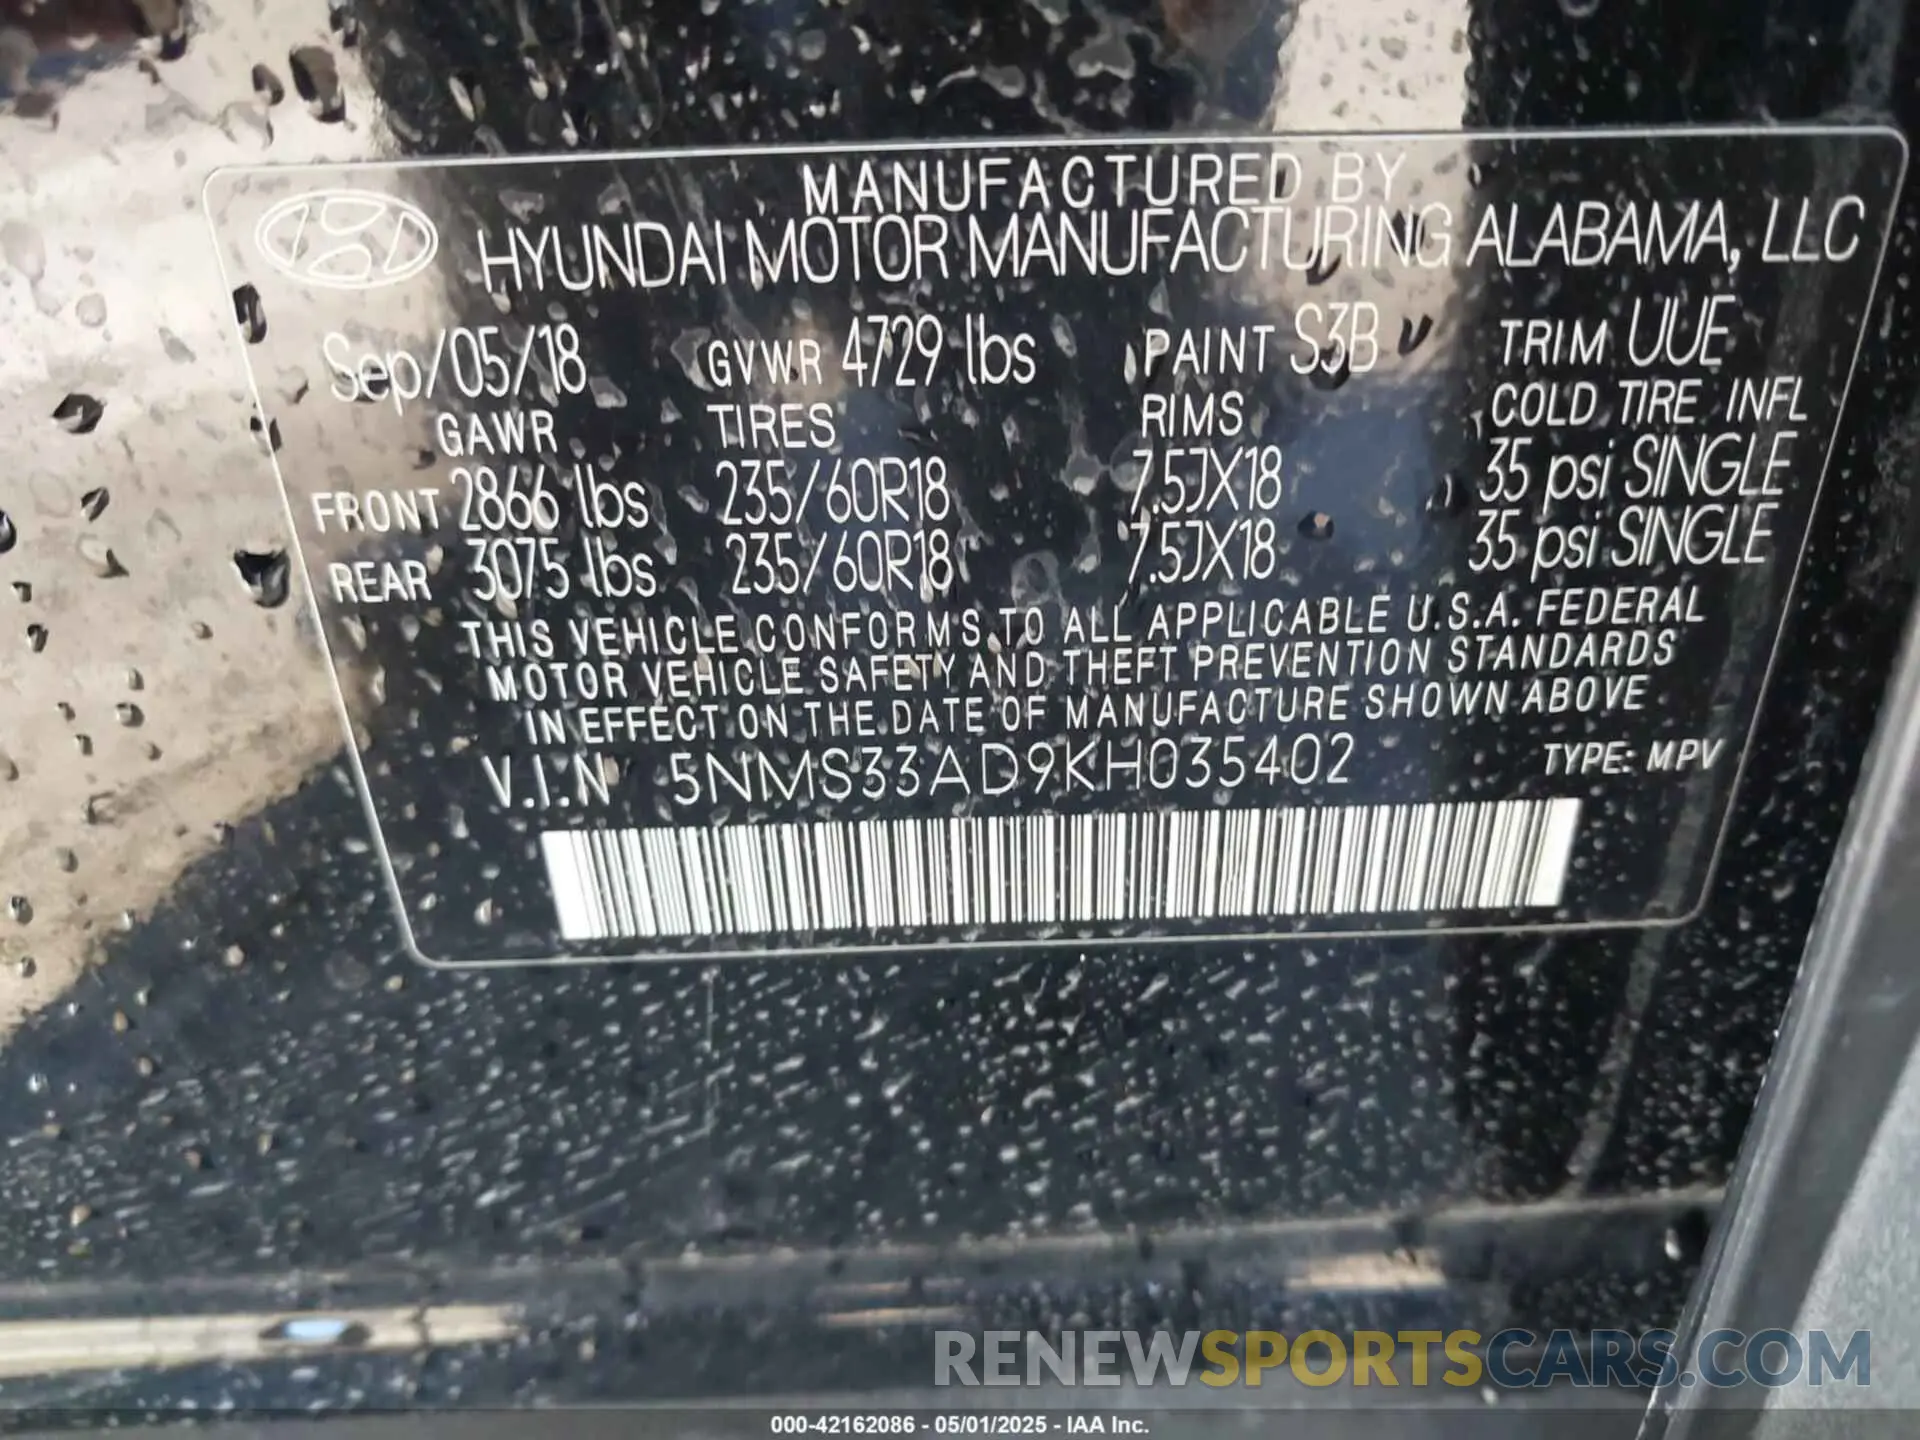 MANUFACTURED BY
HYUNDAI MOTOR MANUFACTURING ALABAMA, LLC
Sep/05/18 GVWR 4729 lbs PAINT S3B TRIM UUE
GAWR TIRES RIMS COLD TIRE INFL
FRONT 2866 lbs 235/60R18 7.5JX18 35 psi SINGLE
REAR 3075 lbs 235/60R18 7.5JX18 35 psi SINGLE
THIS VEHICLE CONFORMS TO ALL APPLICABLE U.S.A. FEDERAL
MOTOR VEHICLE SAFETY AND THEFT PREVENTION STANDARDS
IN EFFECT ON THE DATE OF MANUFACTURE SHOWN ABOVE
V.I.N 5NMS33AD9KH035402 TYPE: MPV
RENEWSPORTSCARS.COM
000-42162086 - 05/01/2025 - IAA Inc.